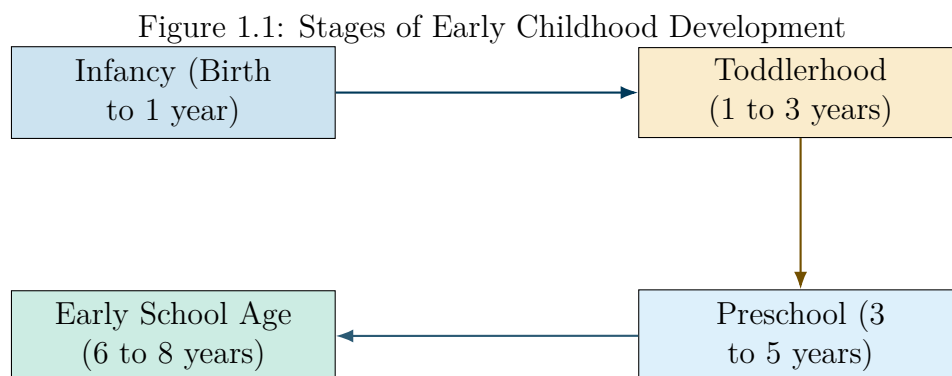 Figure 1.1: Stages of Early Childhood Development
Infancy (Birth
to 1 year)
Toddlerhood
(1 to 3 years)
Preschool (3
to 5 years)
Early School Age
(6 to 8 years)